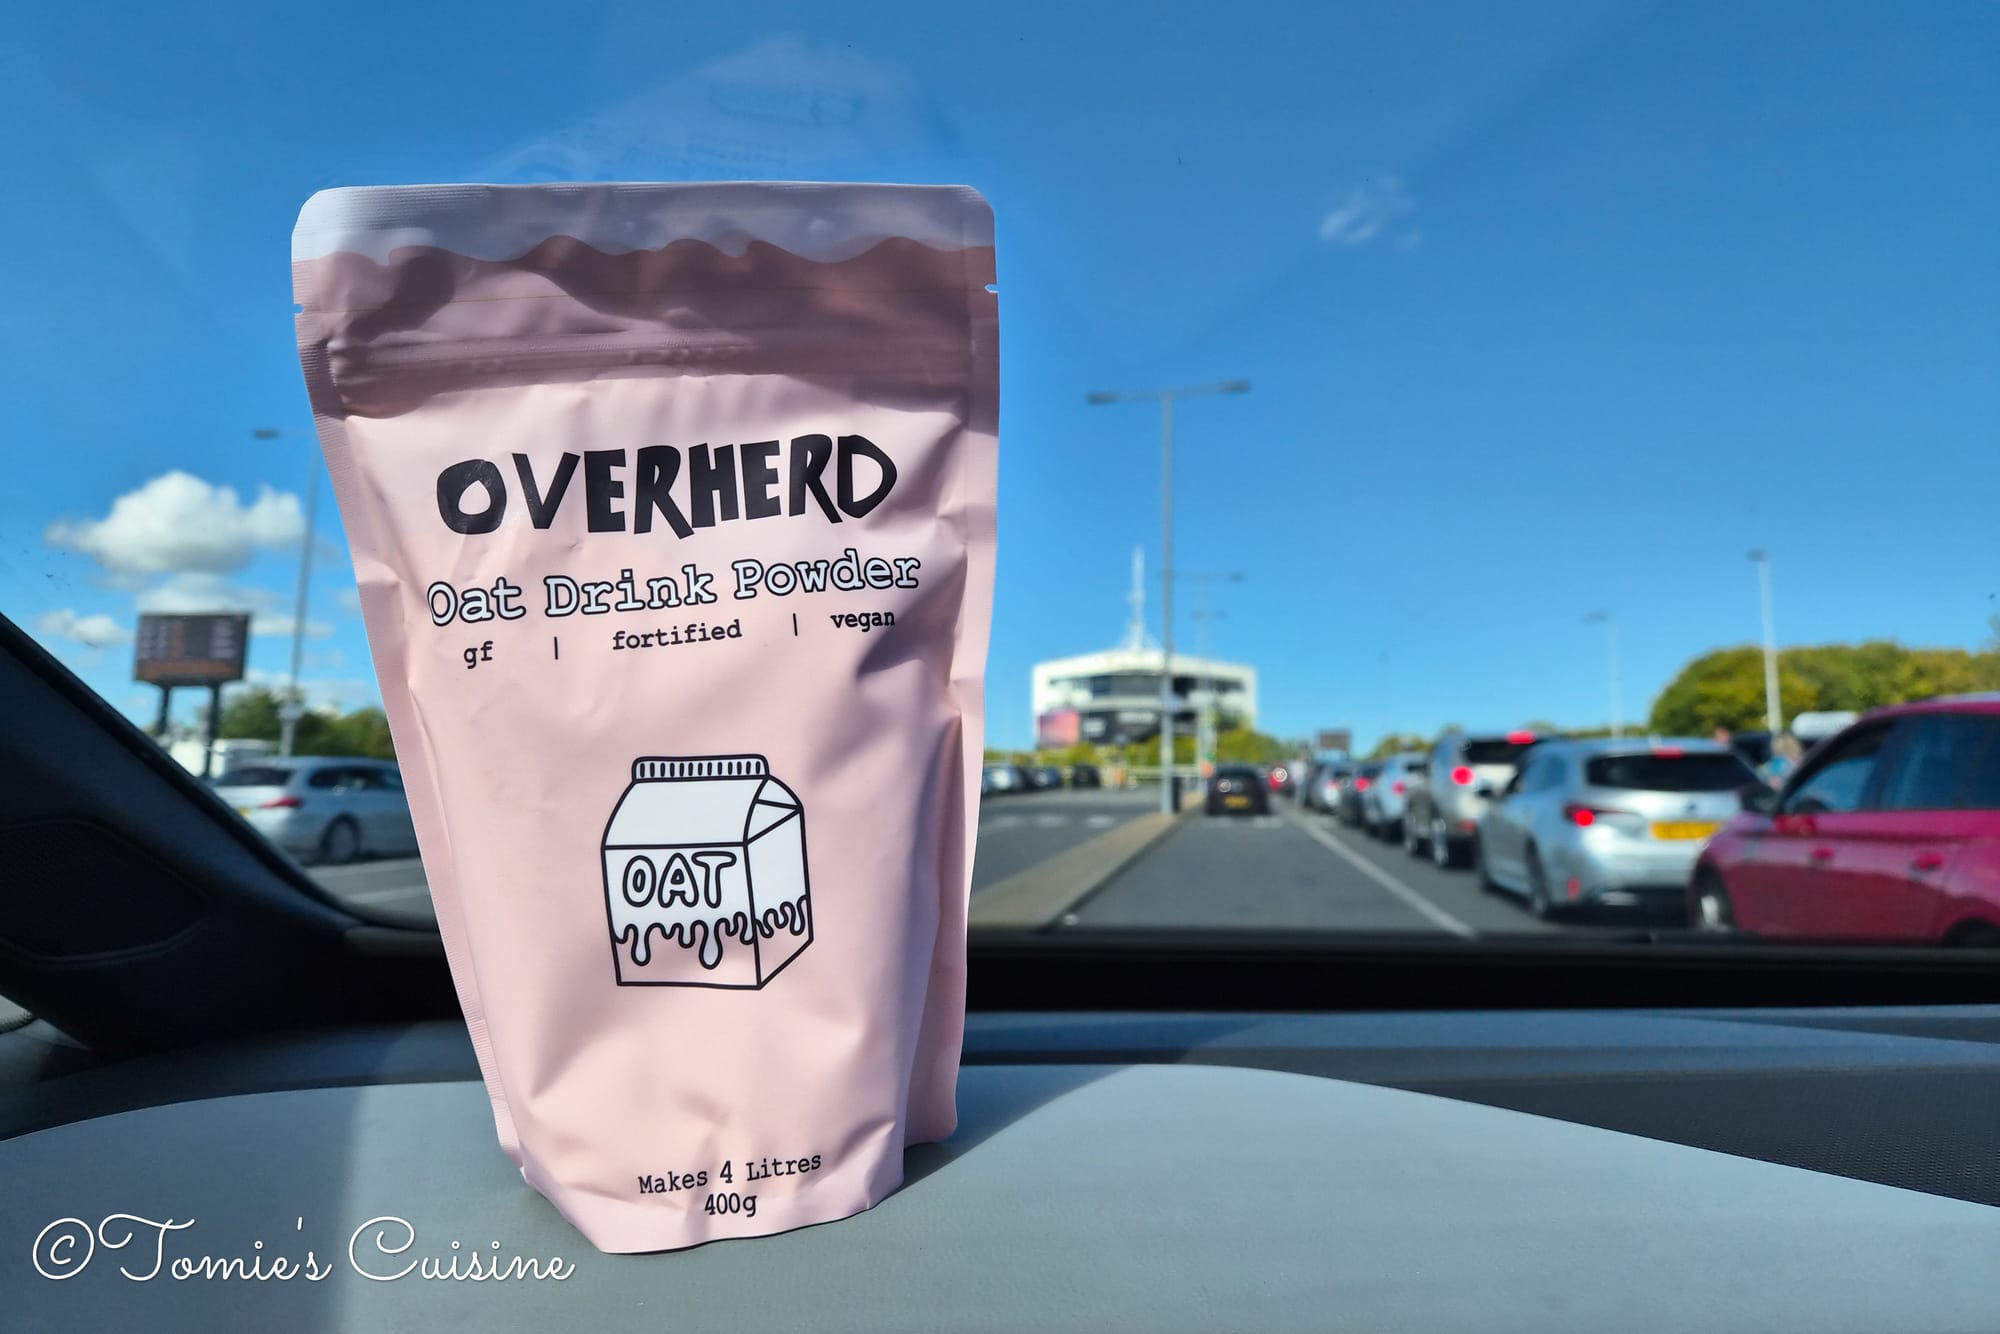 OVERHERD
Oat Drink Powder
gf | fortified | vegan
OAT
Makes 4 Litres
400g
©Tomie's Cuisine